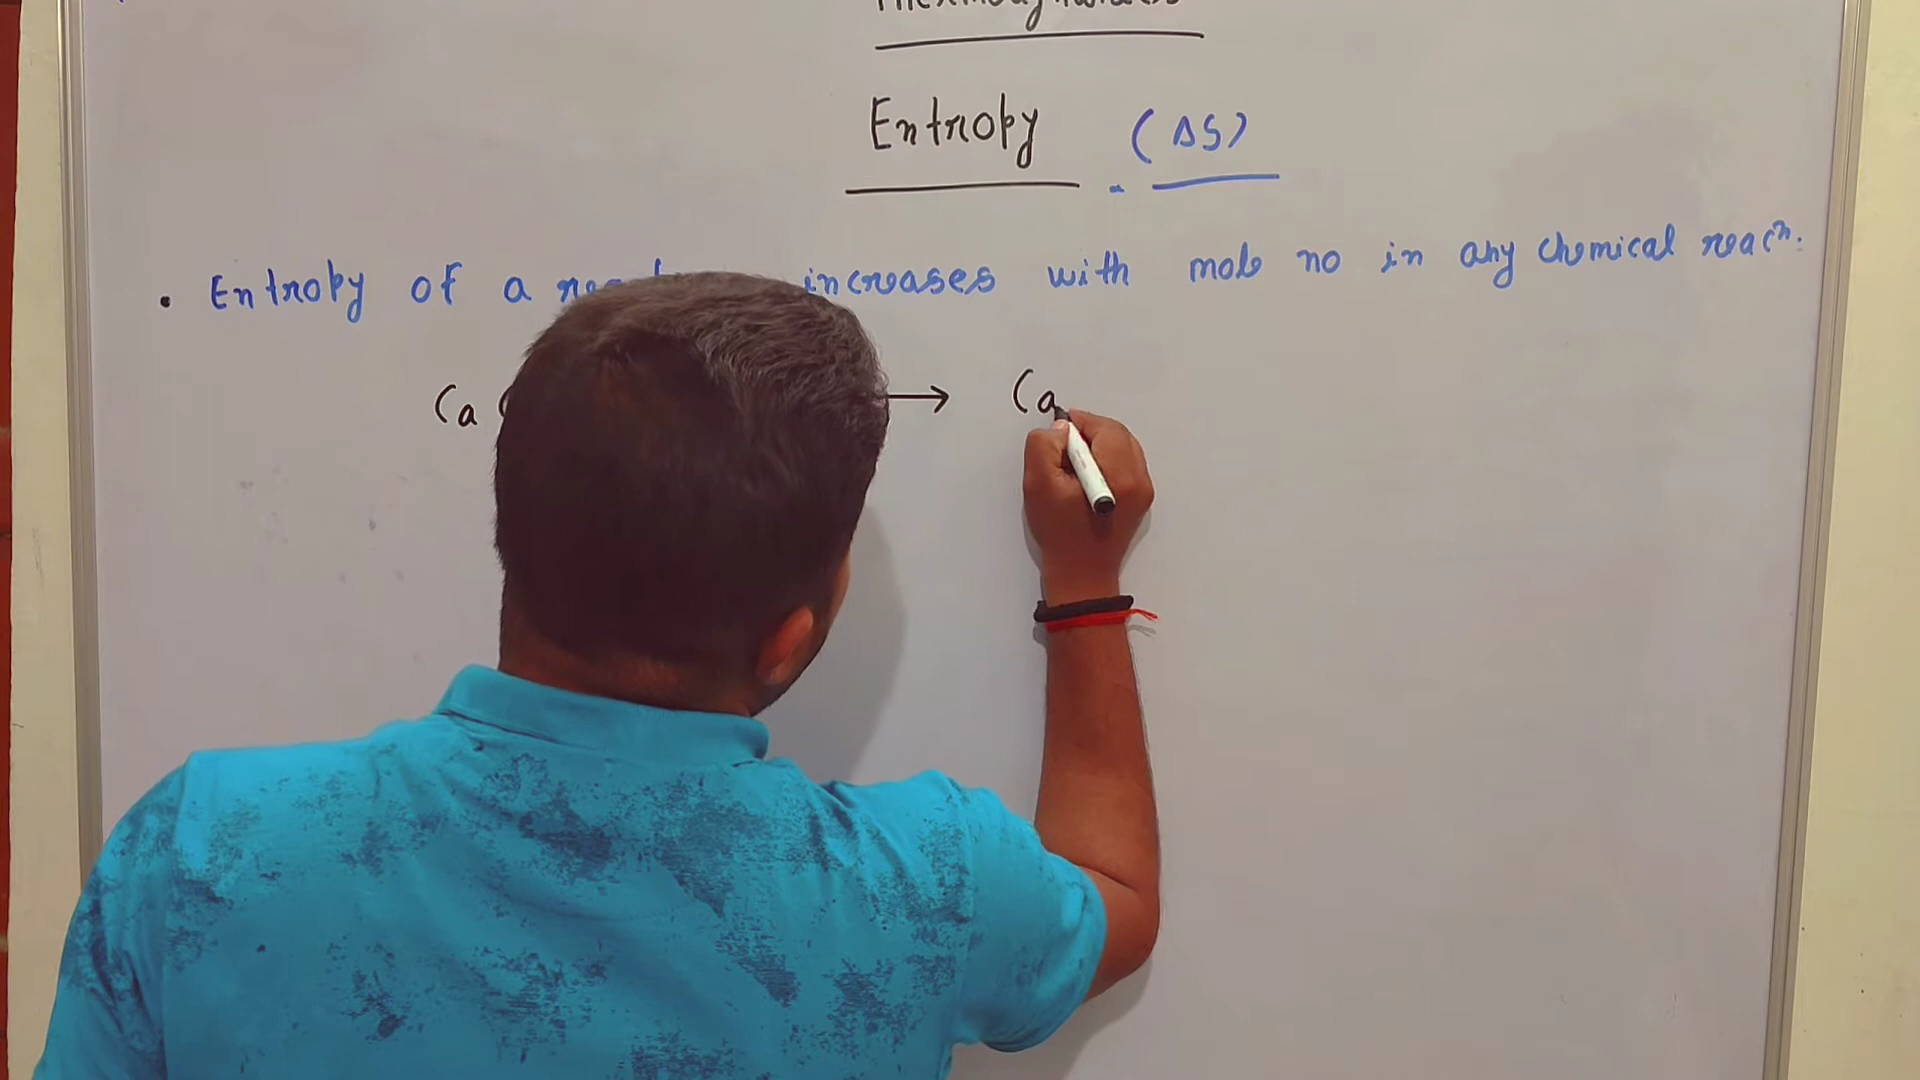 Entropy (ΔS)
. Entropy of a increases with mole no in any chemical reacn.
Ca → Ca